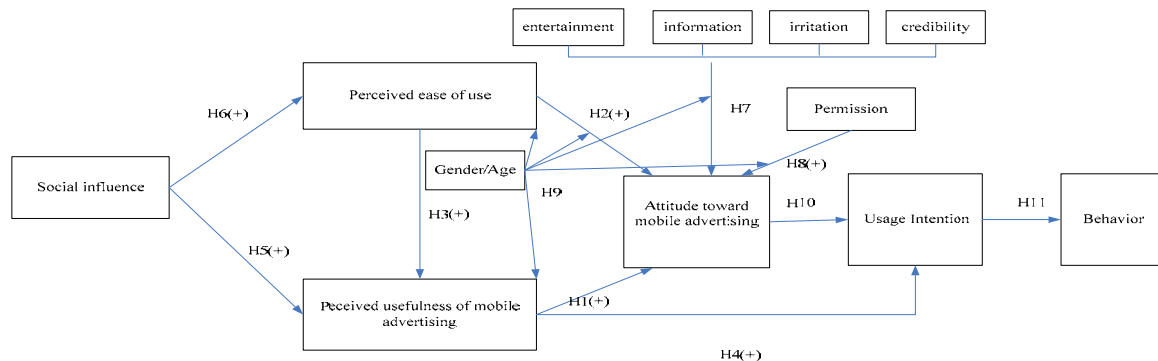 entertainment
information
irritation
credibility
Perceived ease of use
H6(+)
H2(+)
H7
Permission
Gender/Age
H8(+)
Social influence
H9
H3(+)
Attitude toward
mobile advertising
H10
Usage Intention
H11
Behavior
H5(+)
Peceived usefulness of mobile
advertising
H1(+)
H4(+)